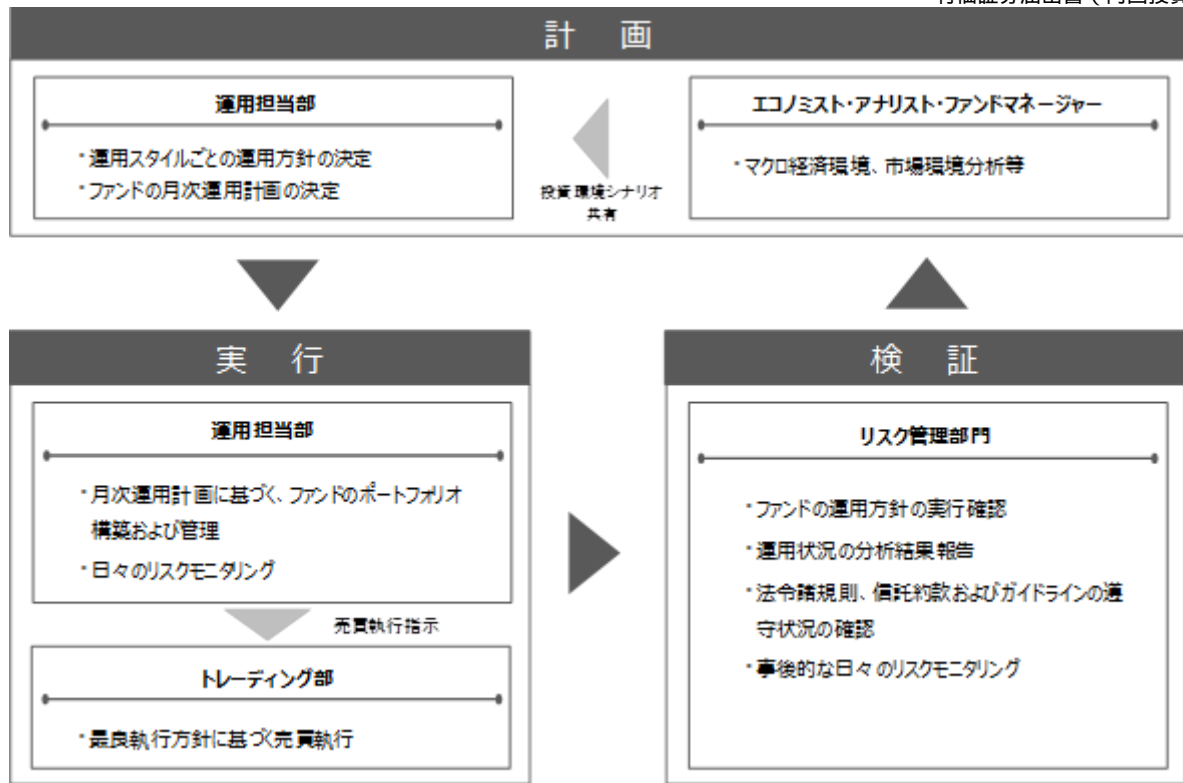 計 画
運用担当部
・運用スタイルごとの運用方針の決定
・ファンドの月次運用計画の決定
投資環境シナリオ
共有
エコノミスト・アナリスト・ファンドマネージャー
・マクロ経済環境、市場環境分析等
実 行
運用担当部
・月次運用計画に基づく、ファンドのポートフォリオ
構築および管理
・日々のリスクモニタリング
売買執行指示
トレーディング部
・最良執行方針に基づく売買執行
検 証
リスク管理部門
・ファンドの運用方針の実行確認
・運用状況の分析結果報告
・法令諸規則、信託約款およびガイドラインの遵
守状況の確認
・事後的な日々のリスクモニタリング